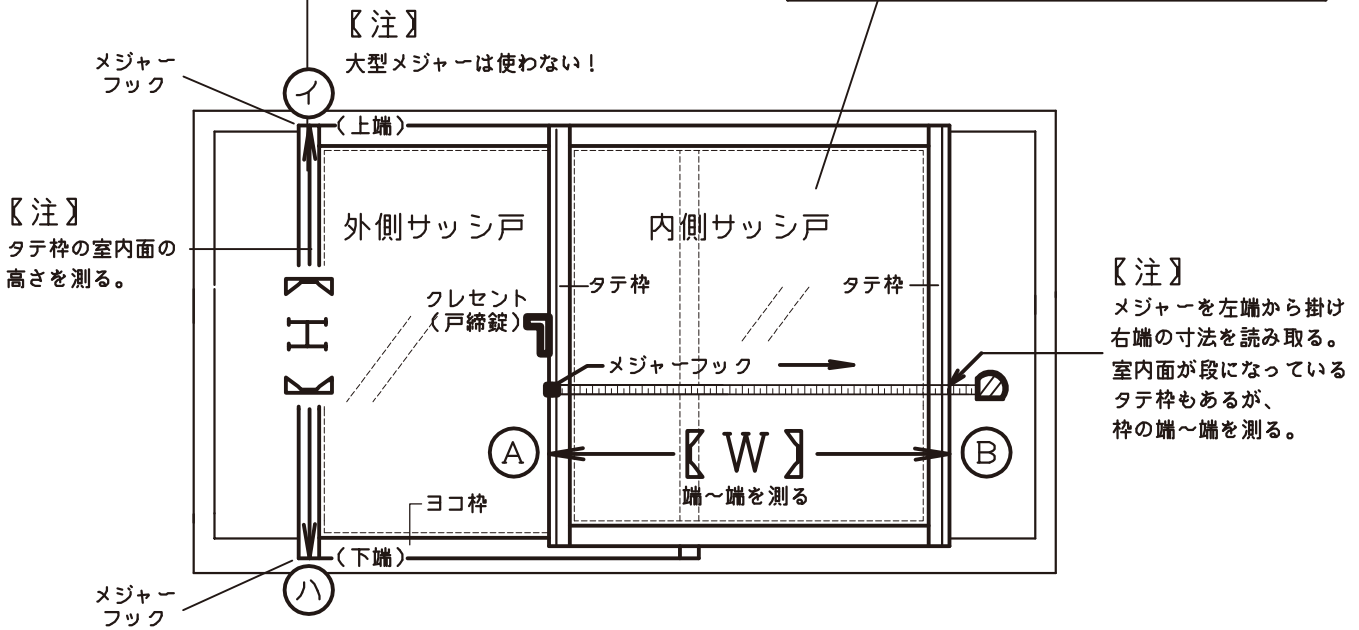 【注】
大型メジャーは使わない！
メジャー
フック
イ
（上端）
【注】
タテ枠の室内面の
高さを測る。
外側サッシ戸
内側サッシ戸
タテ枠
タテ枠
クレセント
（戸締錠）
【H】
メジャーフック
【注】
メジャーを左端から掛け
右端の寸法を読み取る。
室内面が段になっている
タテ枠もあるが、
枠の端〜端を測る。
A
【W】
B
端〜端を測る
ヨコ枠
（下端）
ハ
メジャー
フック